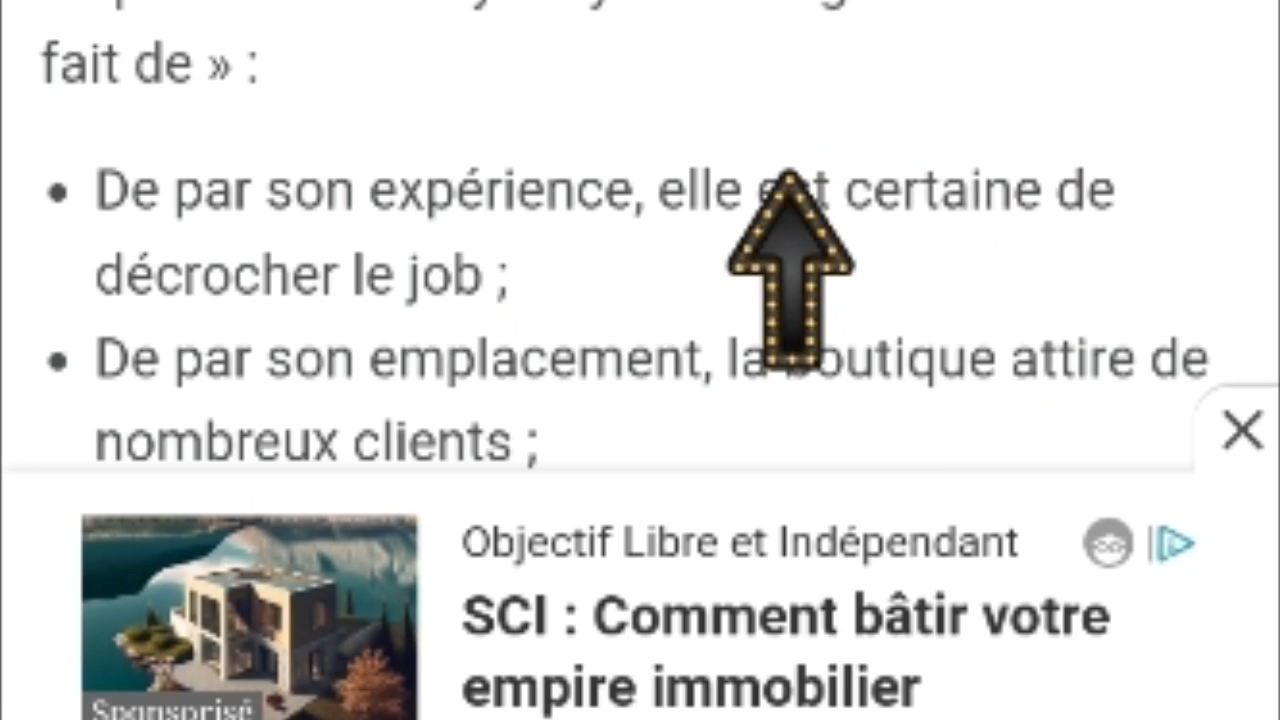 fait de » :
• De par son expérience, elle est certaine de
décrocher le job ;
• De par son emplacement, la boutique attire de
nombreux clients ;
Objectif Libre et Indépendant
SCI : Comment bâtir votre
empire immobilier
Sponsorisé